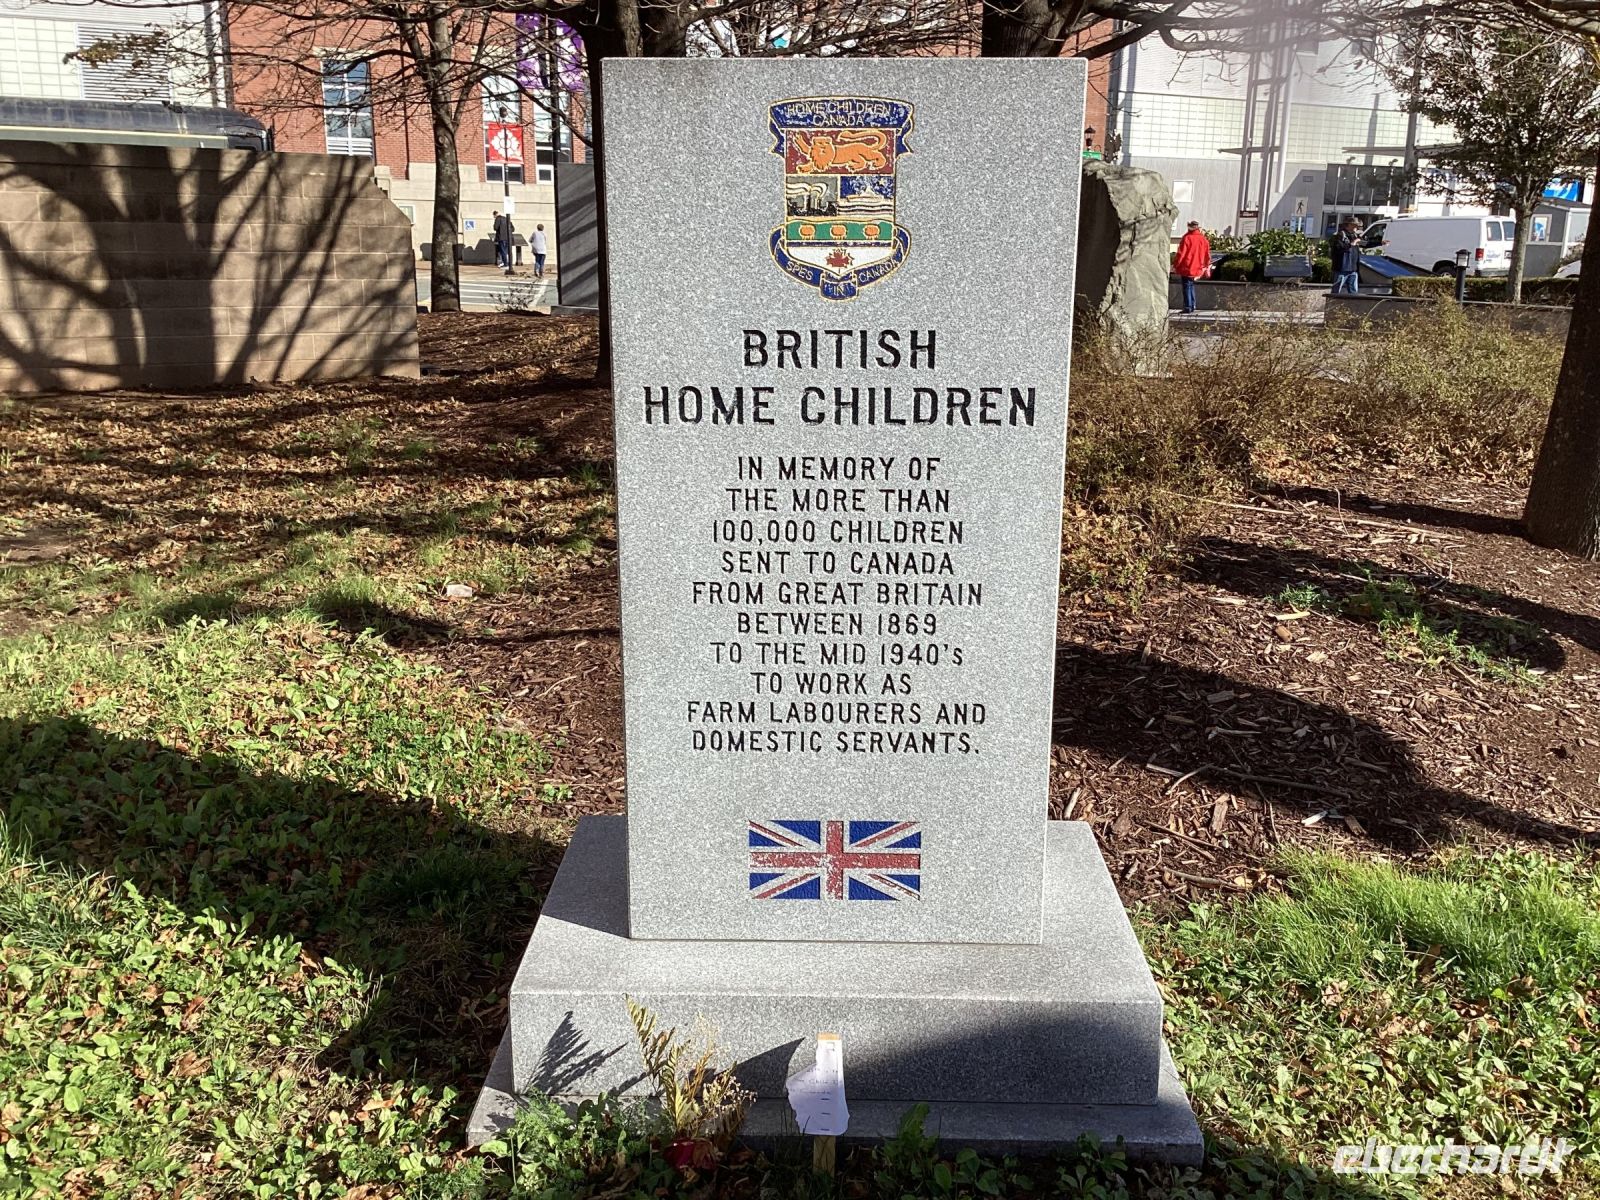 HOME CHILDREN
CANADA
SPES IN CANADA
BRITISH
HOME CHILDREN
IN MEMORY OF
THE MORE THAN
100,000 CHILDREN
SENT TO CANADA
FROM GREAT BRITAIN
BETWEEN 1869
TO THE MID 1940's
TO WORK AS
FARM LABOURERS AND
DOMESTIC SERVANTS.
eberhardt